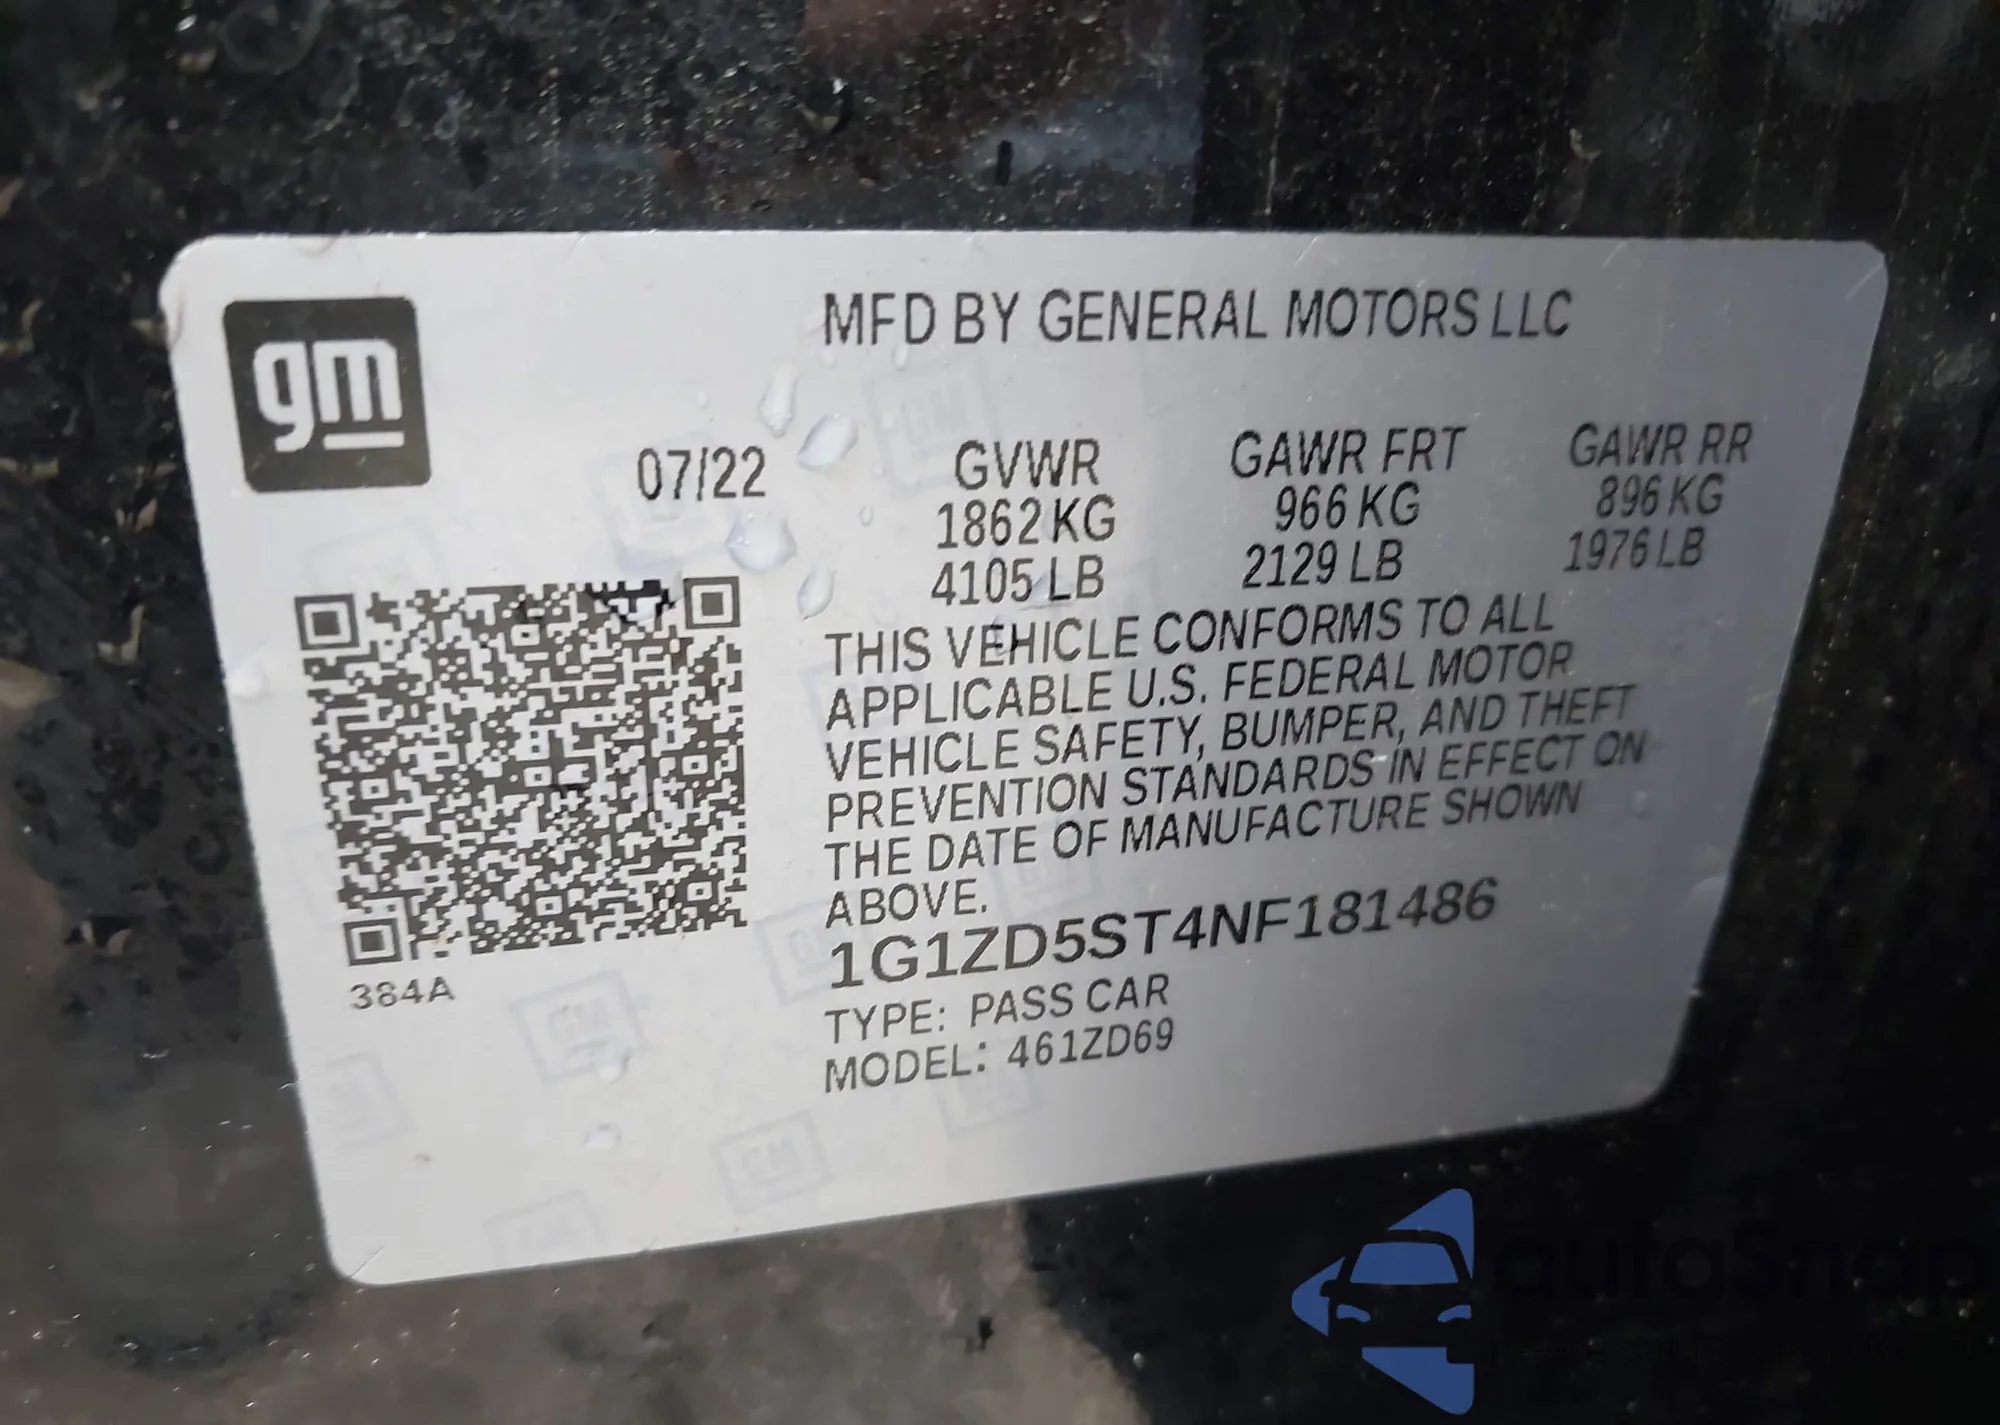 gm
MFD BY GENERAL MOTORS LLC
07/22 GVWR GAWR FRT GAWR RR
1862 KG 966 KG 896 KG
4105 LB 2129 LB 1976 LB
THIS VEHICLE CONFORMS TO ALL
APPLICABLE U.S. FEDERAL MOTOR
VEHICLE SAFETY, BUMPER, AND THEFT
PREVENTION STANDARDS IN EFFECT ON
THE DATE OF MANUFACTURE SHOWN
ABOVE.
1G1ZD5ST4NF181486
384A
TYPE: PASS CAR
MODEL: 461ZD69
autoSnap